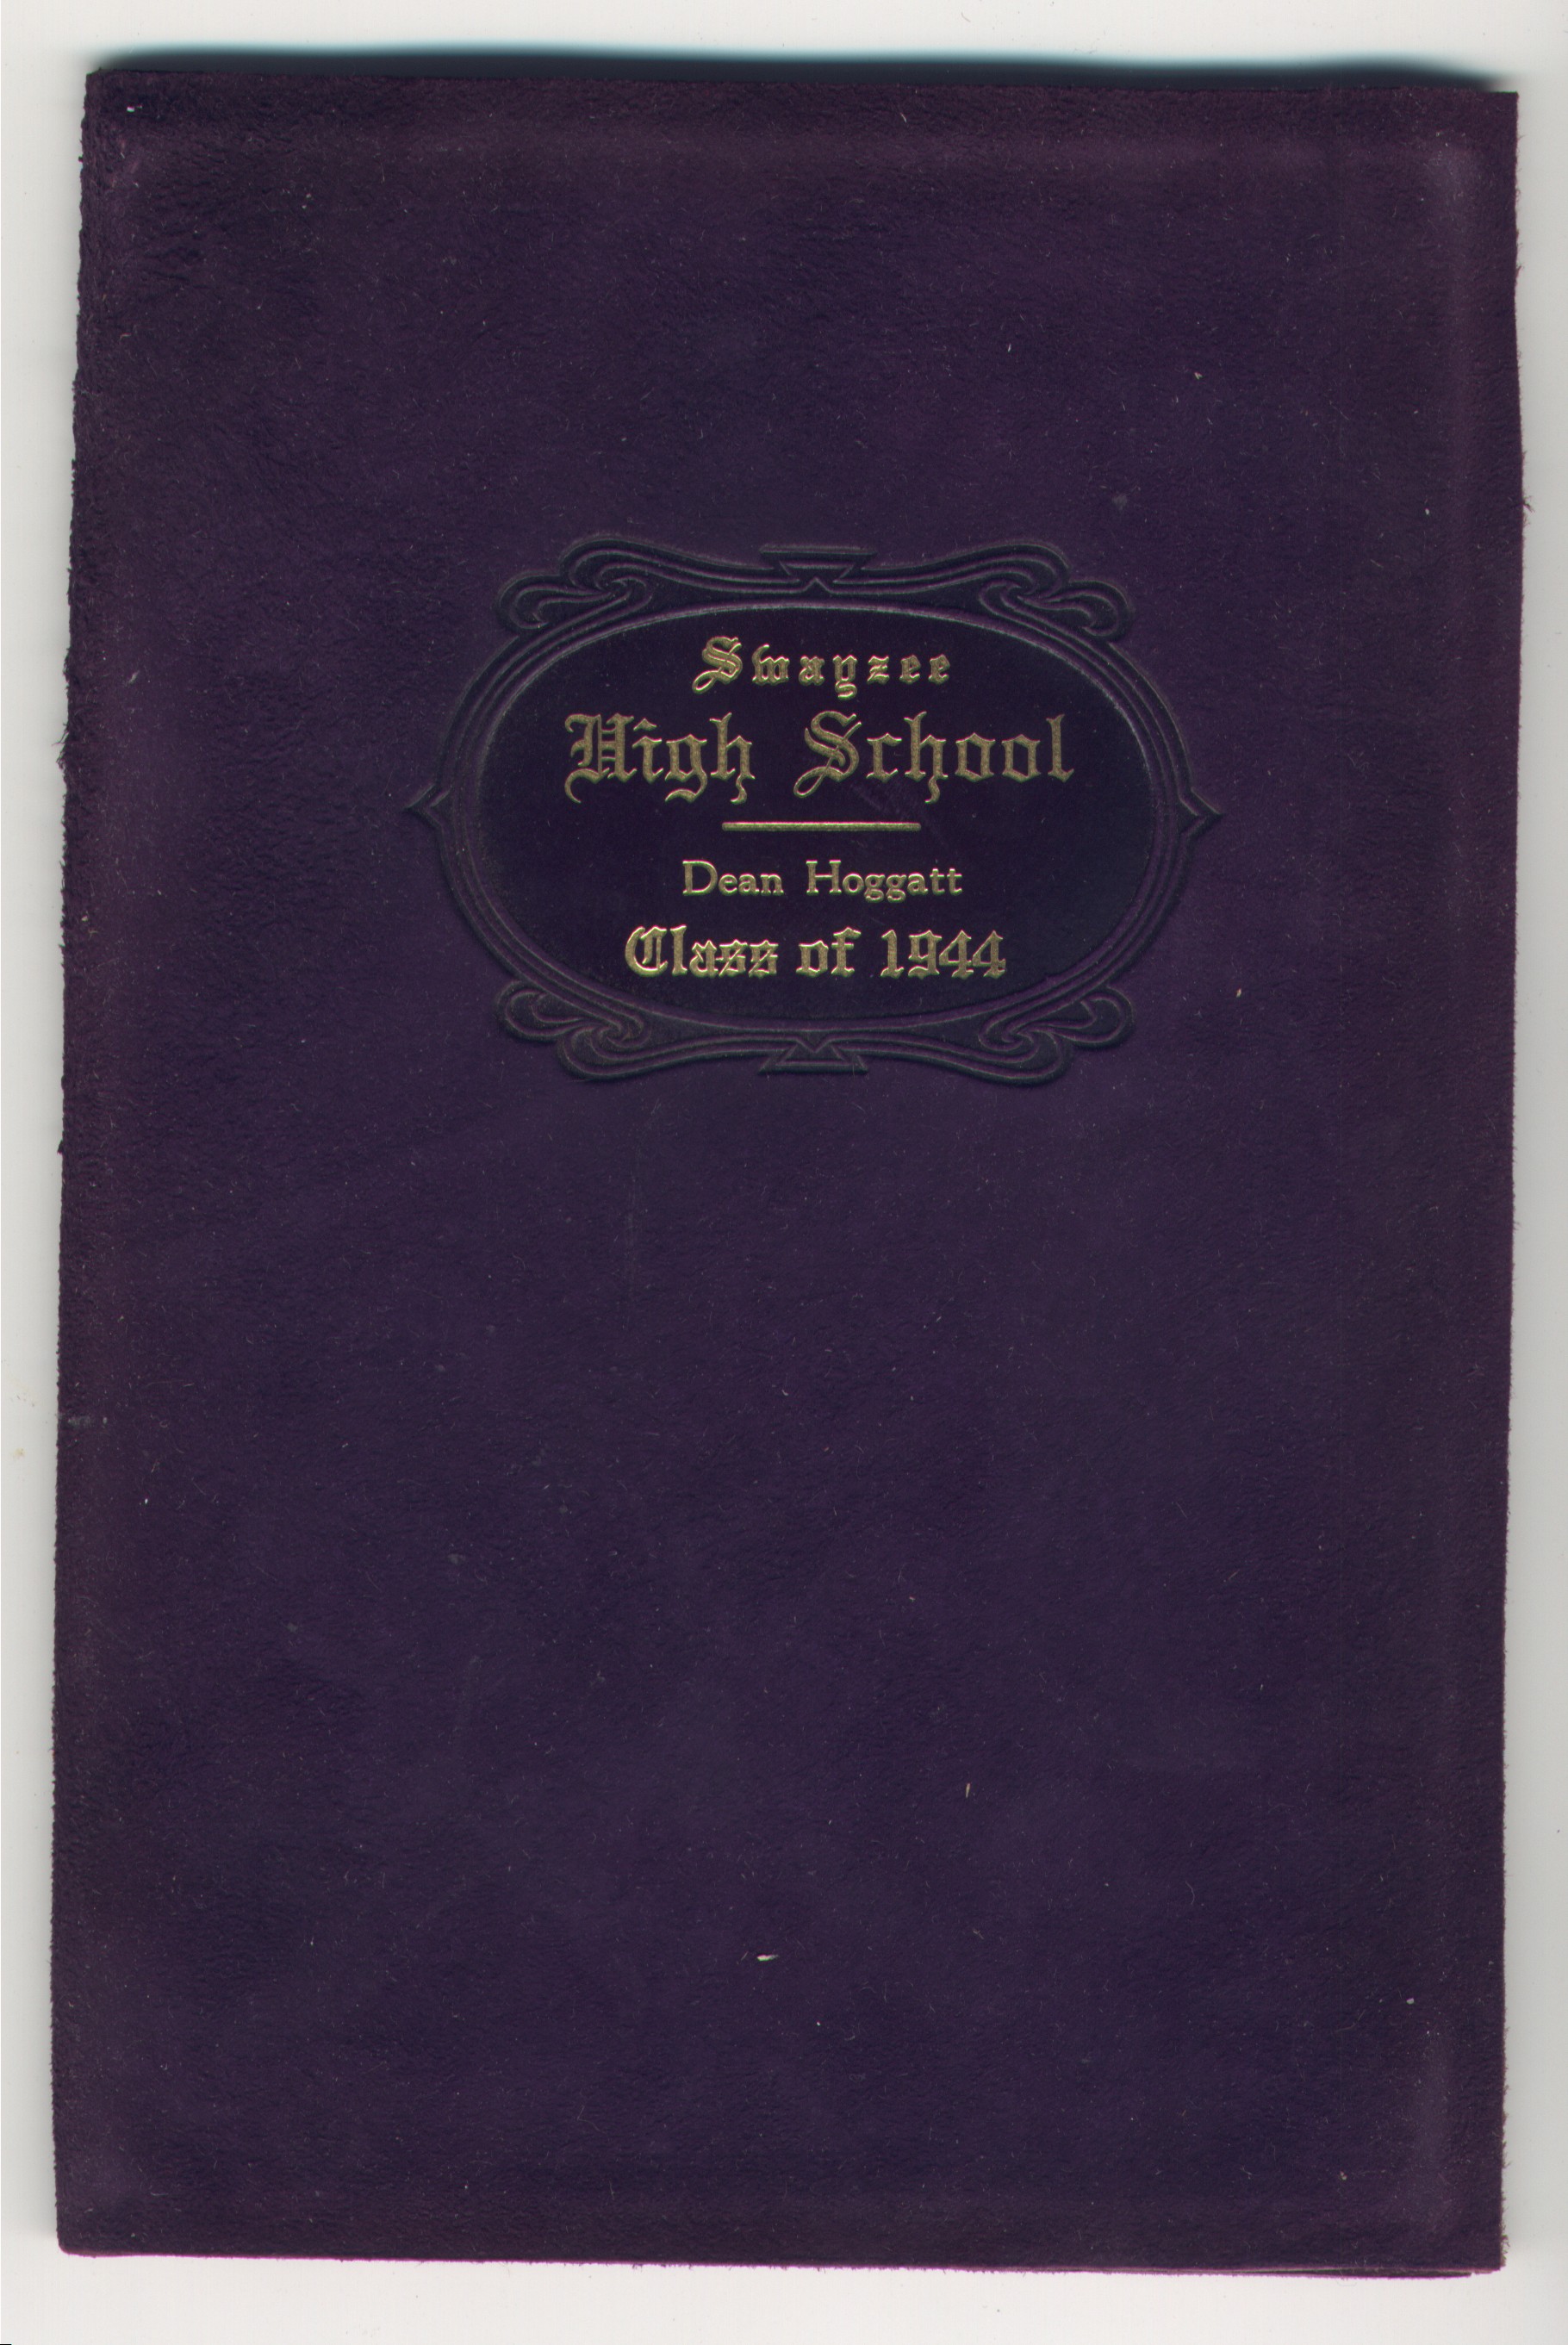 Swayzee
High School
Dean Hoggatt
Class of 1944